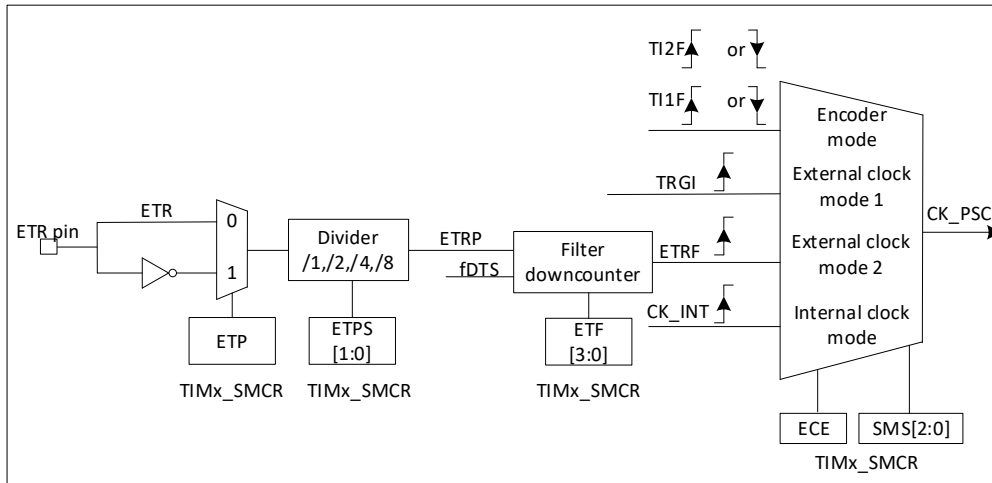 TI2F or
TI1F or
Encoder
mode
TRGI
External clock
mode 1
CK_PSC
ETR pin
ETR
0
1
Divider
/1,/2,/4,/8
ETRP
fDTS
Filter
downcounter
ETRF
External clock
mode 2
CK_INT
Internal clock
mode
ETP
TIMx_SMCR
ETPS
[1:0]
TIMx_SMCR
ETF
[3:0]
TIMx_SMCR
ECE
SMS[2:0]
TIMx_SMCR